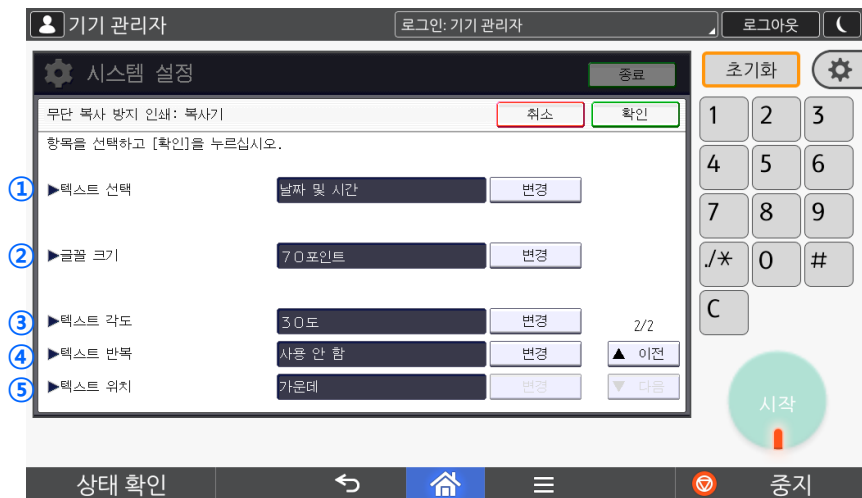 기기 관리자
로그인: 기기 관리자
로그아웃
시스템 설정
종료
초기화
무단 복사 방지 인쇄: 복사기
취소
확인
항목을 선택하고 [확인]을 누르십시오.
① ▶텍스트 선택 날짜 및 시간 변경
② ▶글꼴 크기 70포인트 변경
③ ▶텍스트 각도 30도 변경
2/2
④ ▶텍스트 반복 사용 안 함 변경
▲ 이전
⑤ ▶텍스트 위치 가운데 변경
▼ 다음
1 2 3
4 5 6
7 8 9
./* 0 #
C
시작
상태 확인
중지